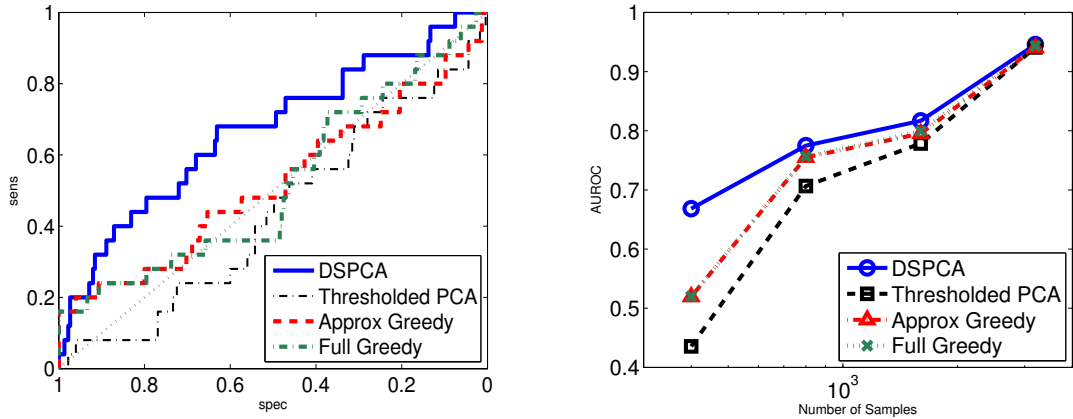 1
0.8
0.6
0.4
0.2
0
sens
1 0.8 0.6 0.4 0.2 0
spec
DSPCA
Thresholded PCA
Approx Greedy
Full Greedy
1
0.9
0.8
0.7
0.6
0.5
0.4
AUROC
10^3
Number of Samples
DSPCA
Thresholded PCA
Approx Greedy
Full Greedy